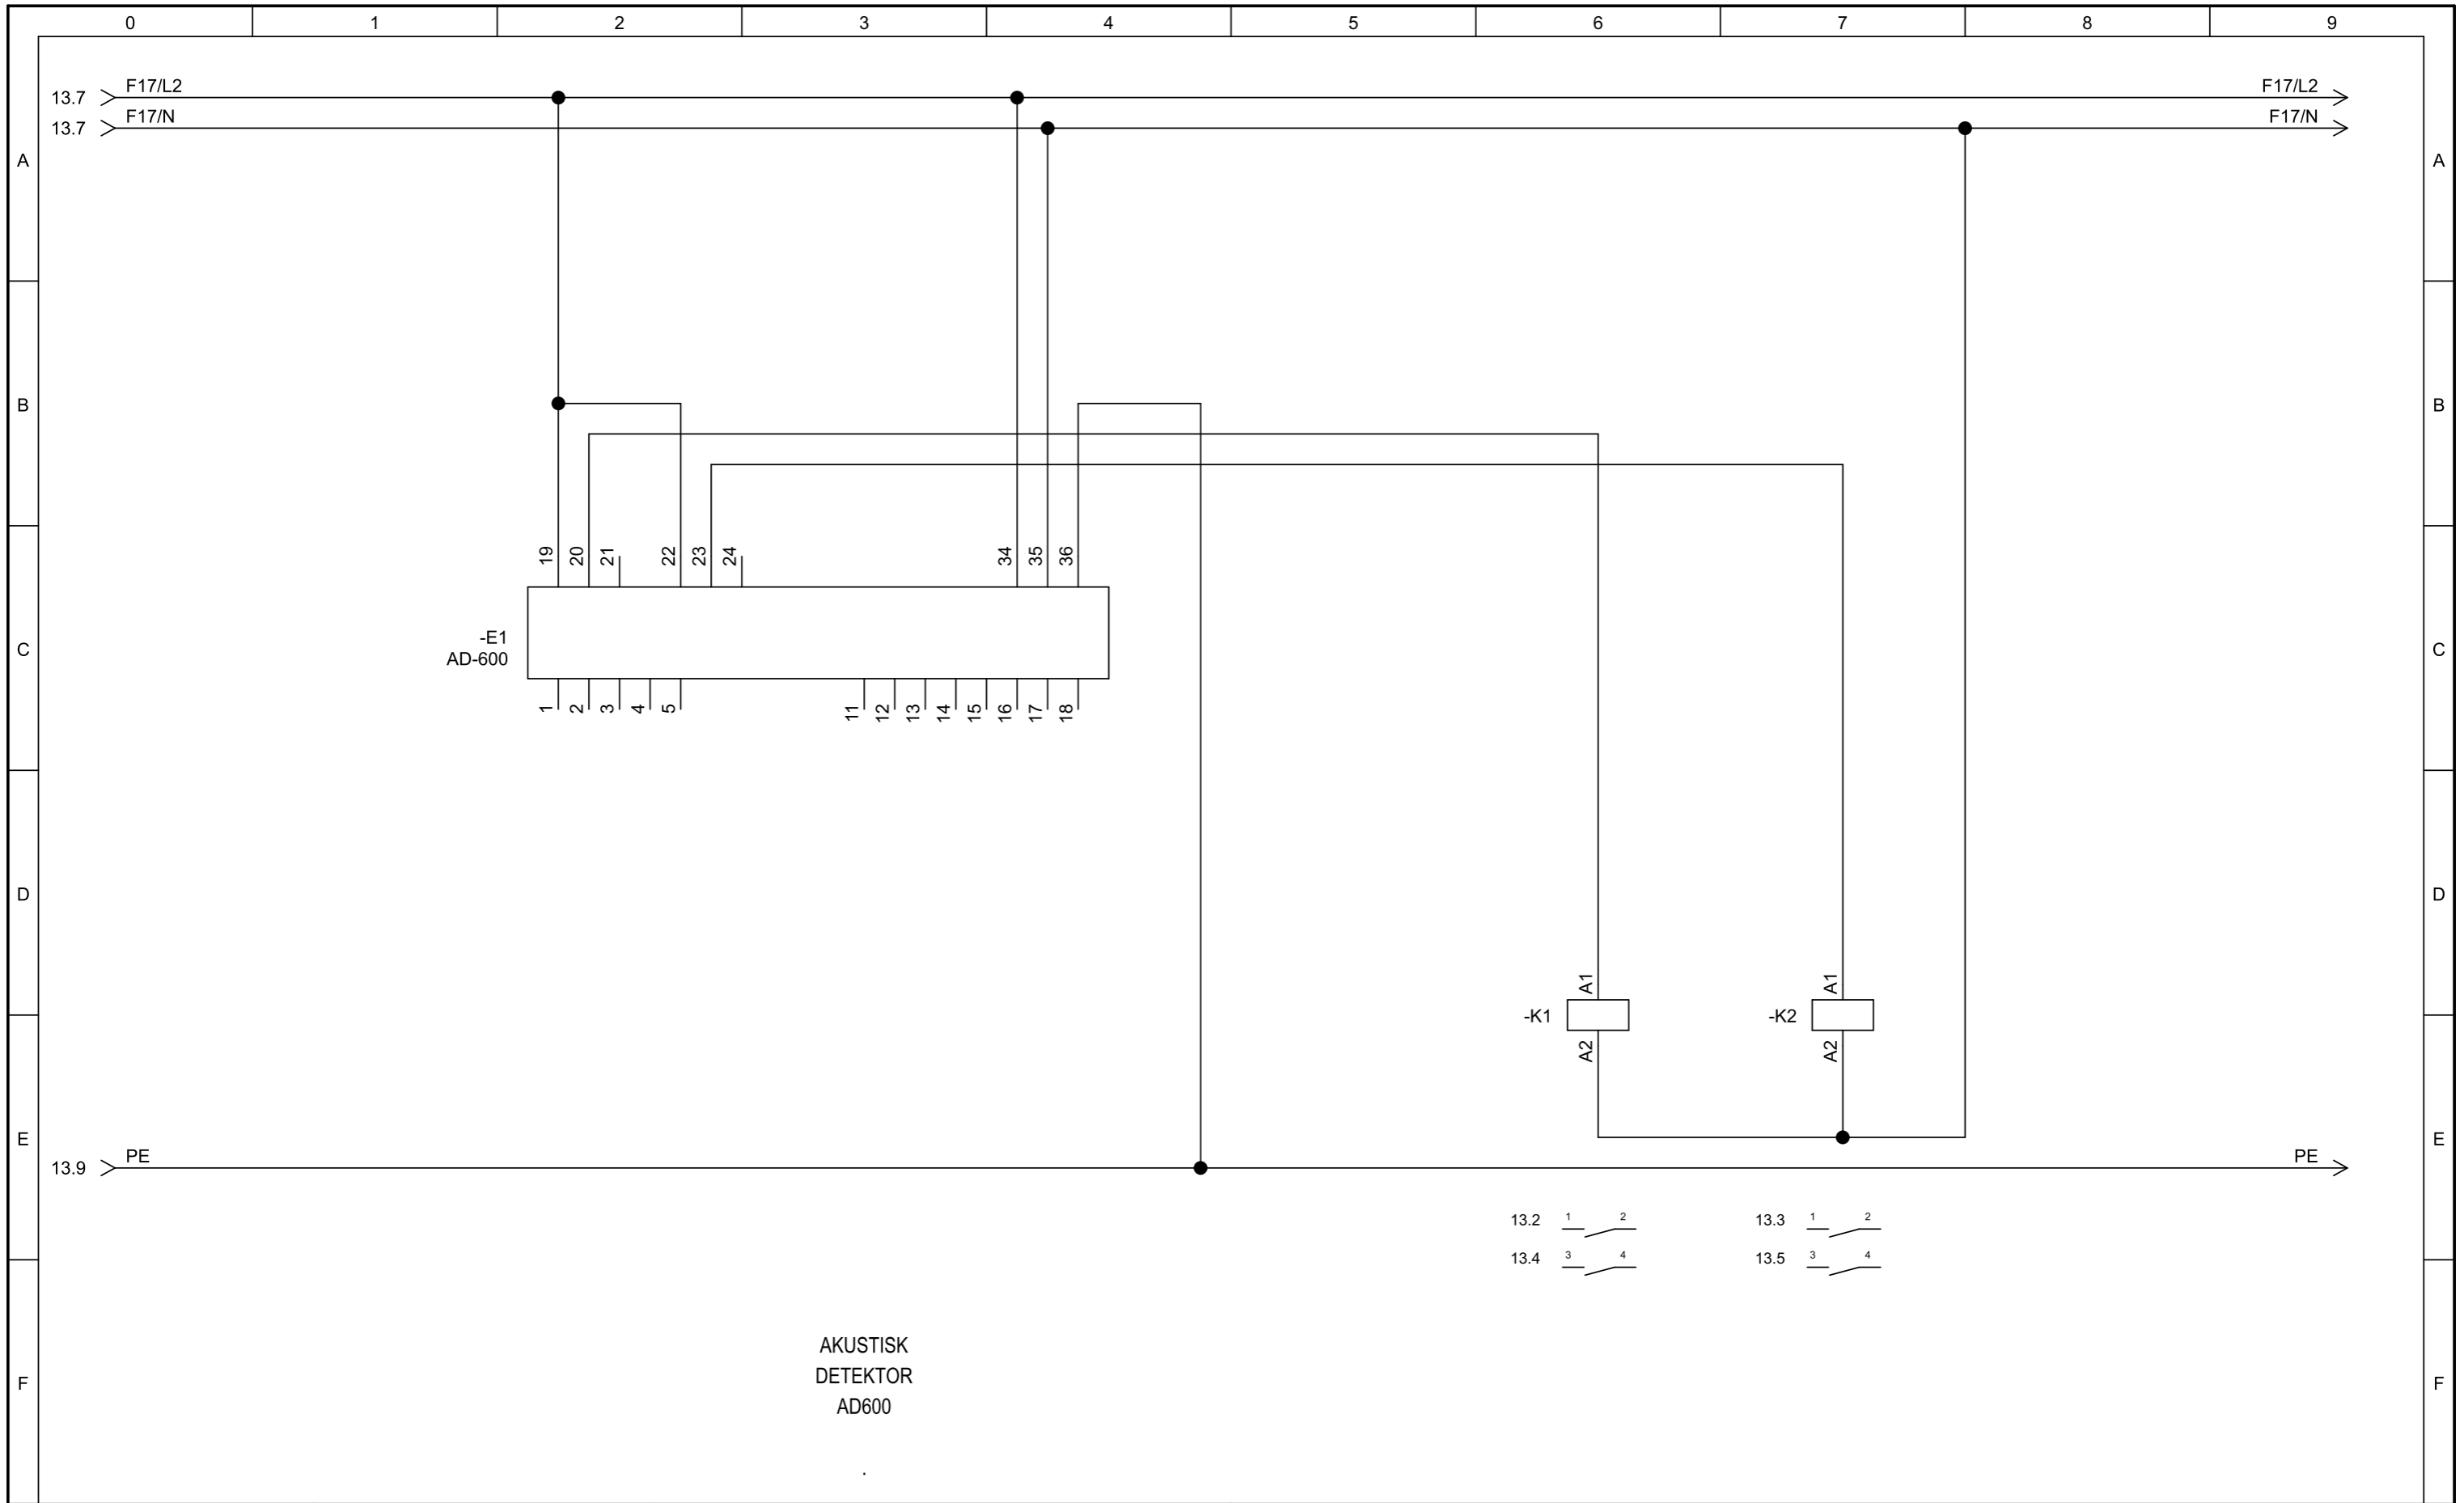 0 1 2 3 4 5 6 7 8 9
13.7 F17/L2 F17/L2
13.7 F17/N F17/N
A A
B B
19 20 21 22 23 24 34 35 36
-E1
AD-600
C C
1 2 3 4 5 11 12 13 14 15 16 17 18
D D
A1 A1
-K1 -K2
A2 A2
E E
13.9 PE PE
13.2 1 2 13.3 1 2
13.4 3 4 13.5 3 4
AKUSTISK
DETEKTOR
F F
AD600
.